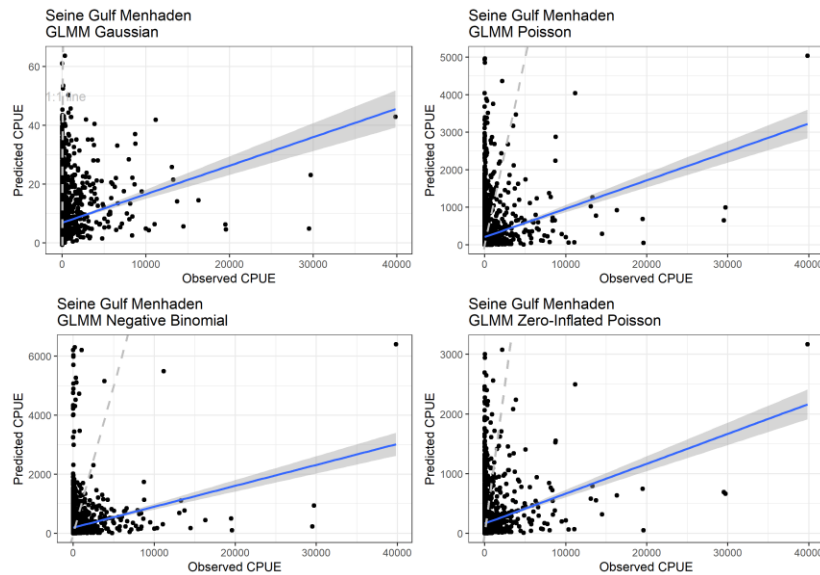 Seine Gulf Menhaden
GLMM Gaussian
60
40
20
0
1:1 line
Predicted CPUE
0
10000
20000
30000
40000
Observed CPUE
Seine Gulf Menhaden
GLMM Poisson
5000
4000
3000
2000
1000
0
Predicted CPUE
0
10000
20000
30000
40000
Observed CPUE
Seine Gulf Menhaden
GLMM Negative Binomial
6000
4000
2000
0
Predicted CPUE
0
10000
20000
30000
40000
Observed CPUE
Seine Gulf Menhaden
GLMM Zero-Inflated Poisson
3000
2000
1000
0
Predicted CPUE
0
10000
20000
30000
40000
Observed CPUE